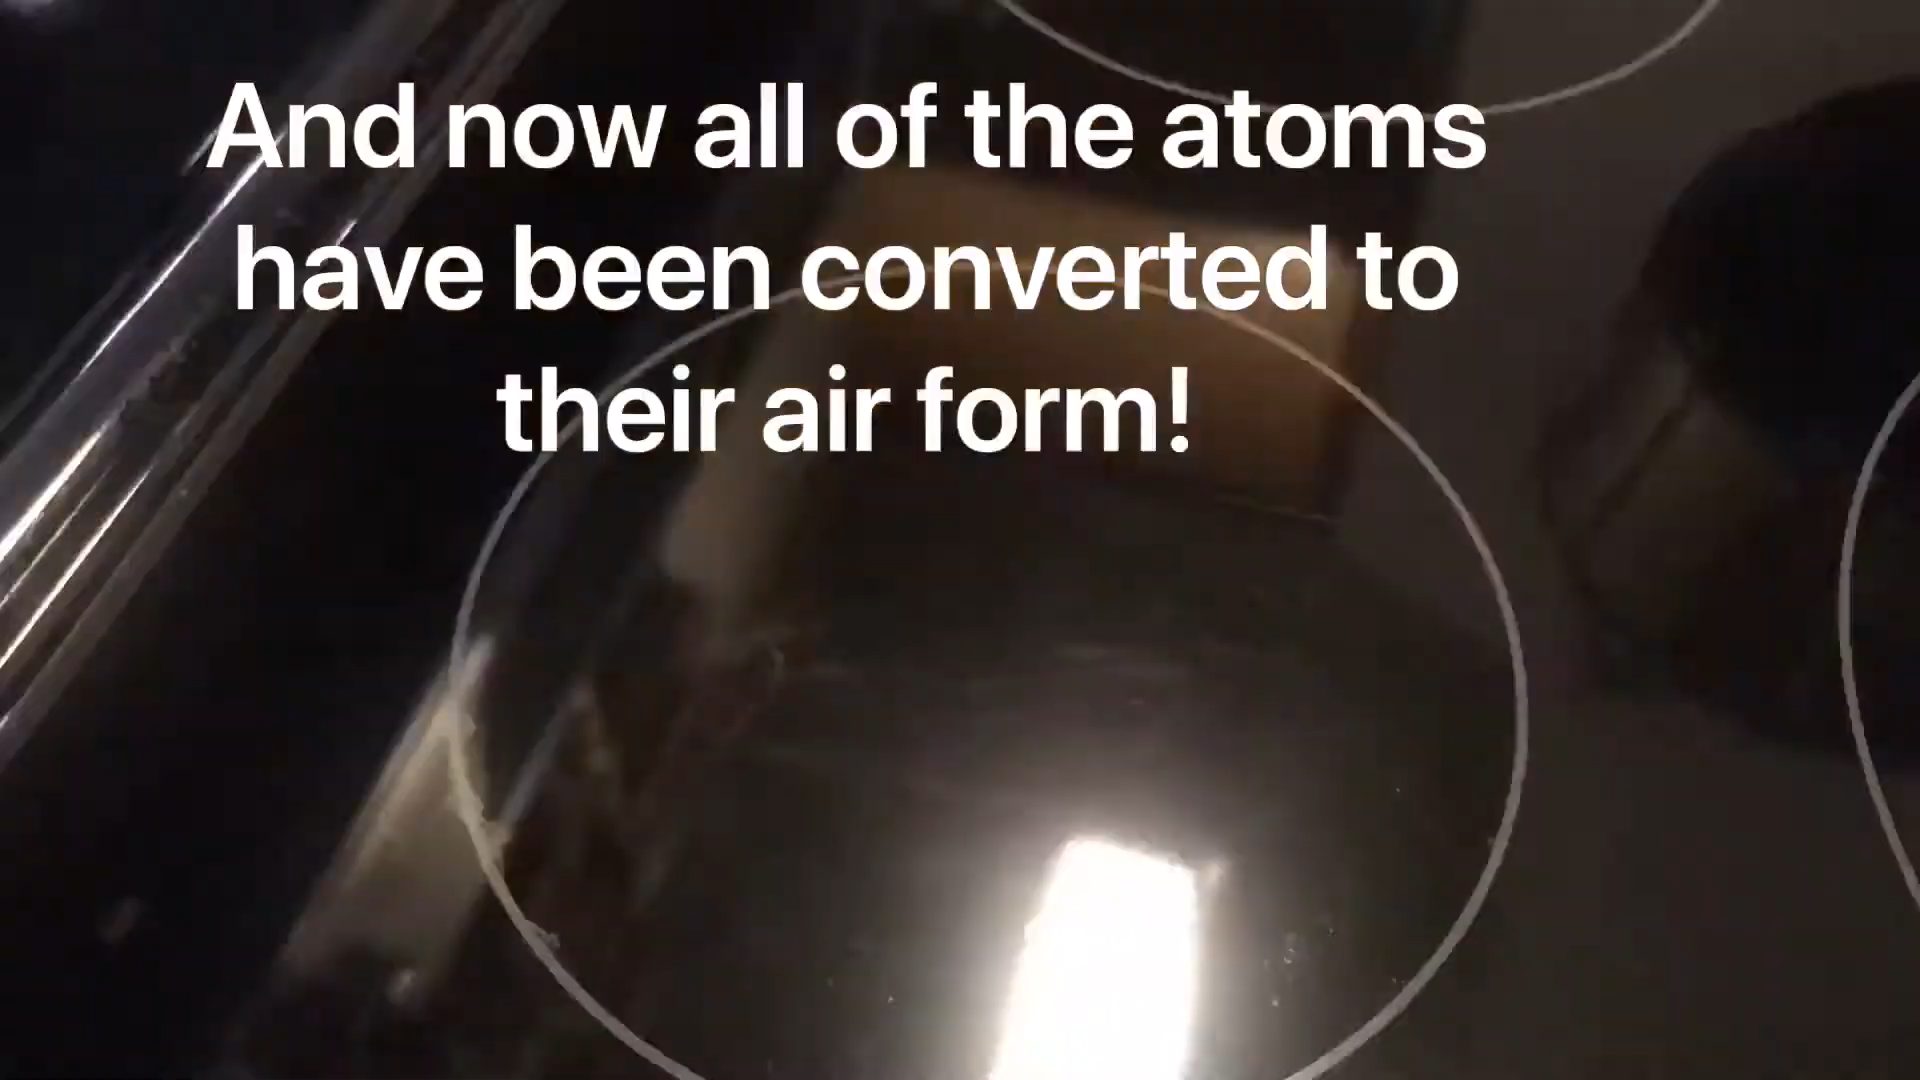 And now all of the atoms
have been converted to
their air form!